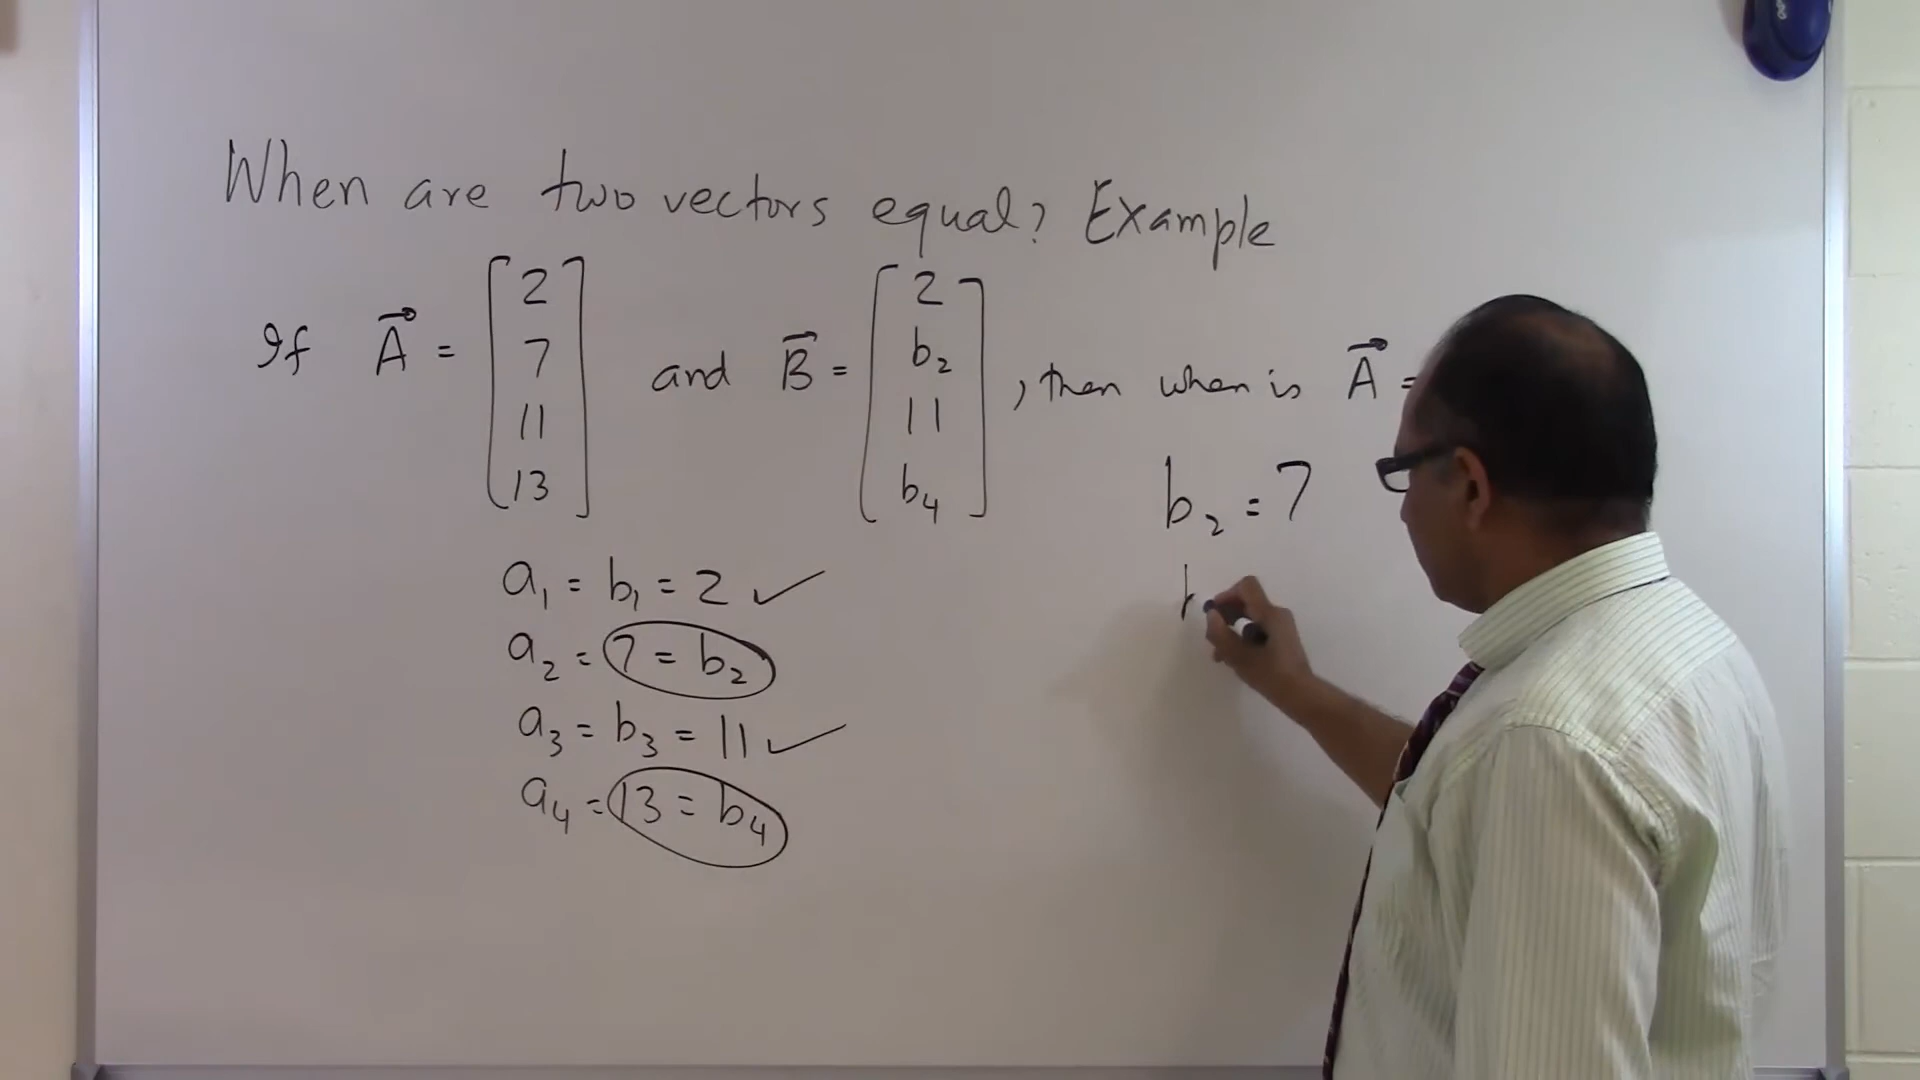 When are two vectors equal? Example
If A⃗ = [2 7 11 13] and B⃗ = [2 b₂ 11 b₄], then when is A⃗ =
b₂ = 7
a₁ = b₁ = 2 ✓
a₂ = 7 = b₂
a₃ = b₃ = 11 ✓
a₄ = 13 = b₄